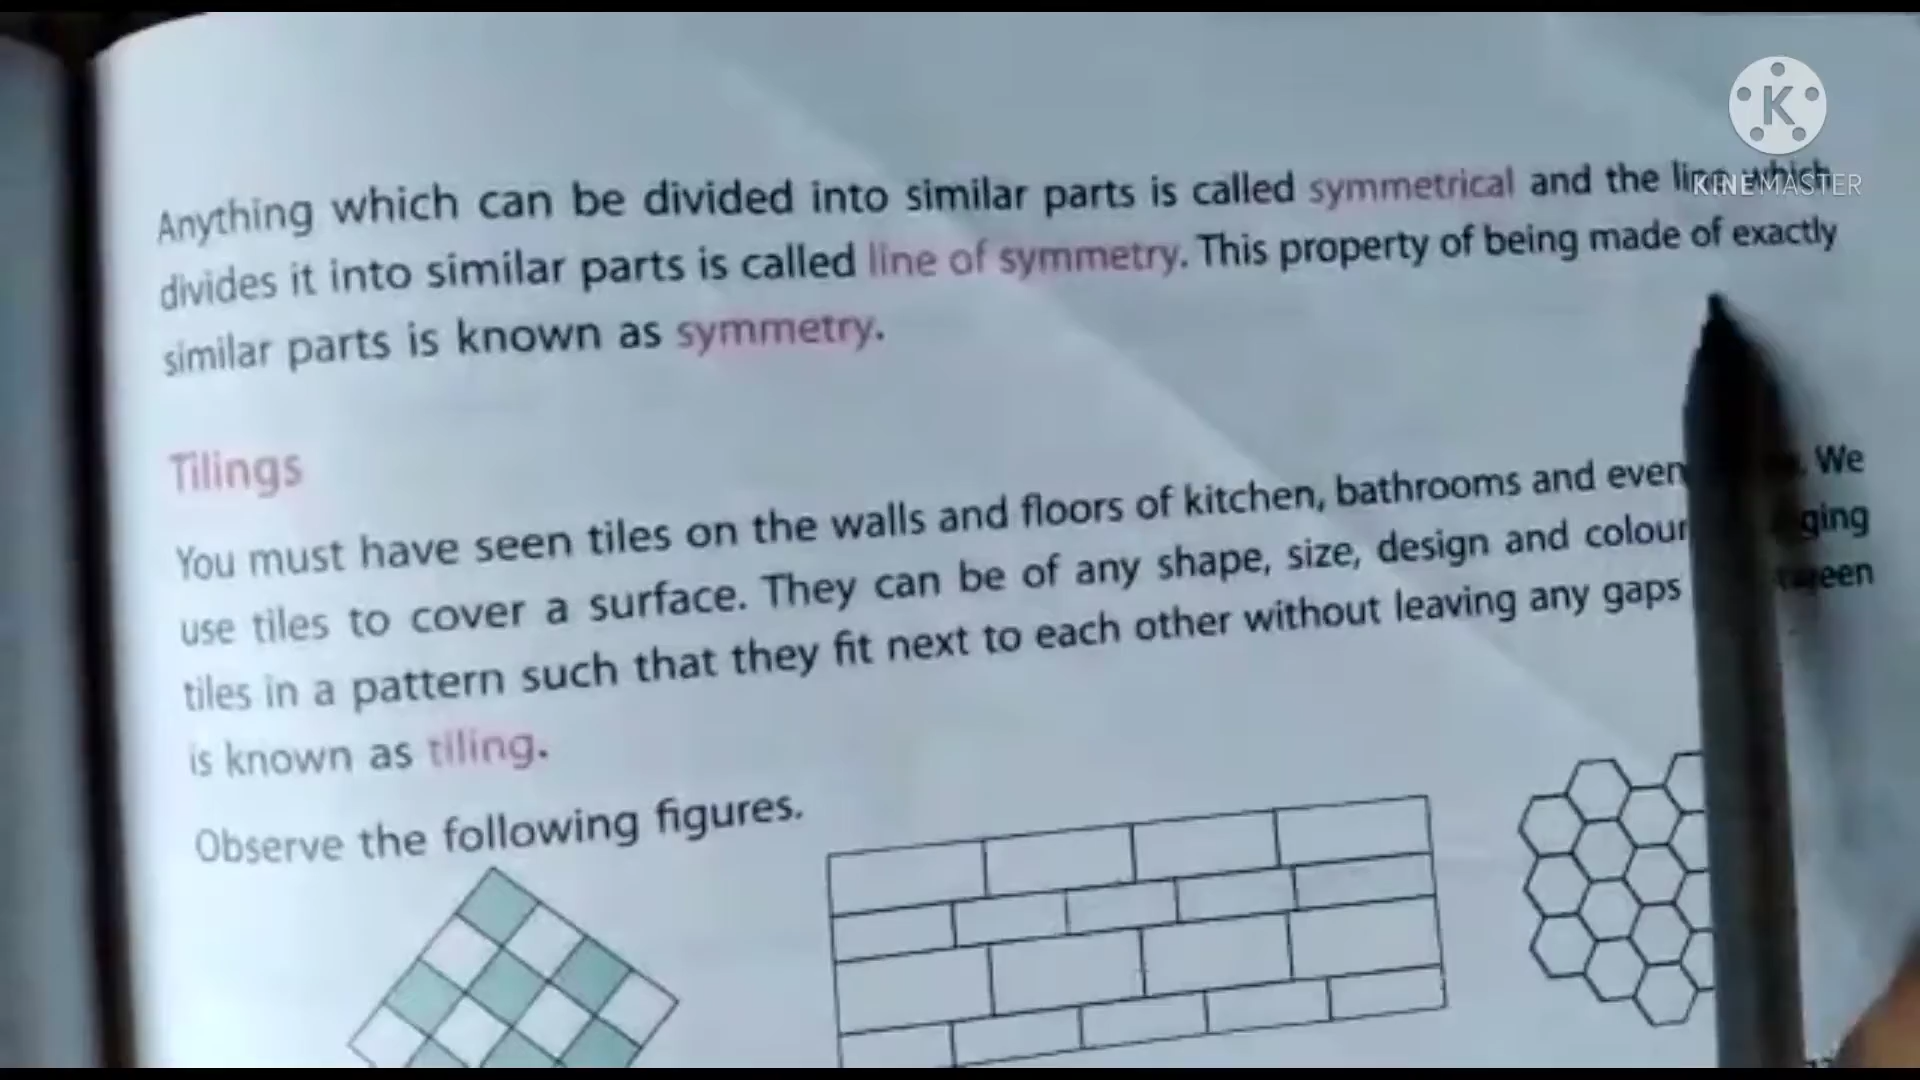 K
KINEMASTER
Anything which can be divided into similar parts is called symmetrical and the line which
divides it into similar parts is called line of symmetry. This property of being made of exactly
similar parts is known as symmetry.
Tilings
You must have seen tiles on the walls and floors of kitchen, bathrooms and even We
use tiles to cover a surface. They can be of any shape, size, design and colour
tiles in a pattern such that they fit next to each other without leaving any gaps
is known as tiling.
Observe the following figures.